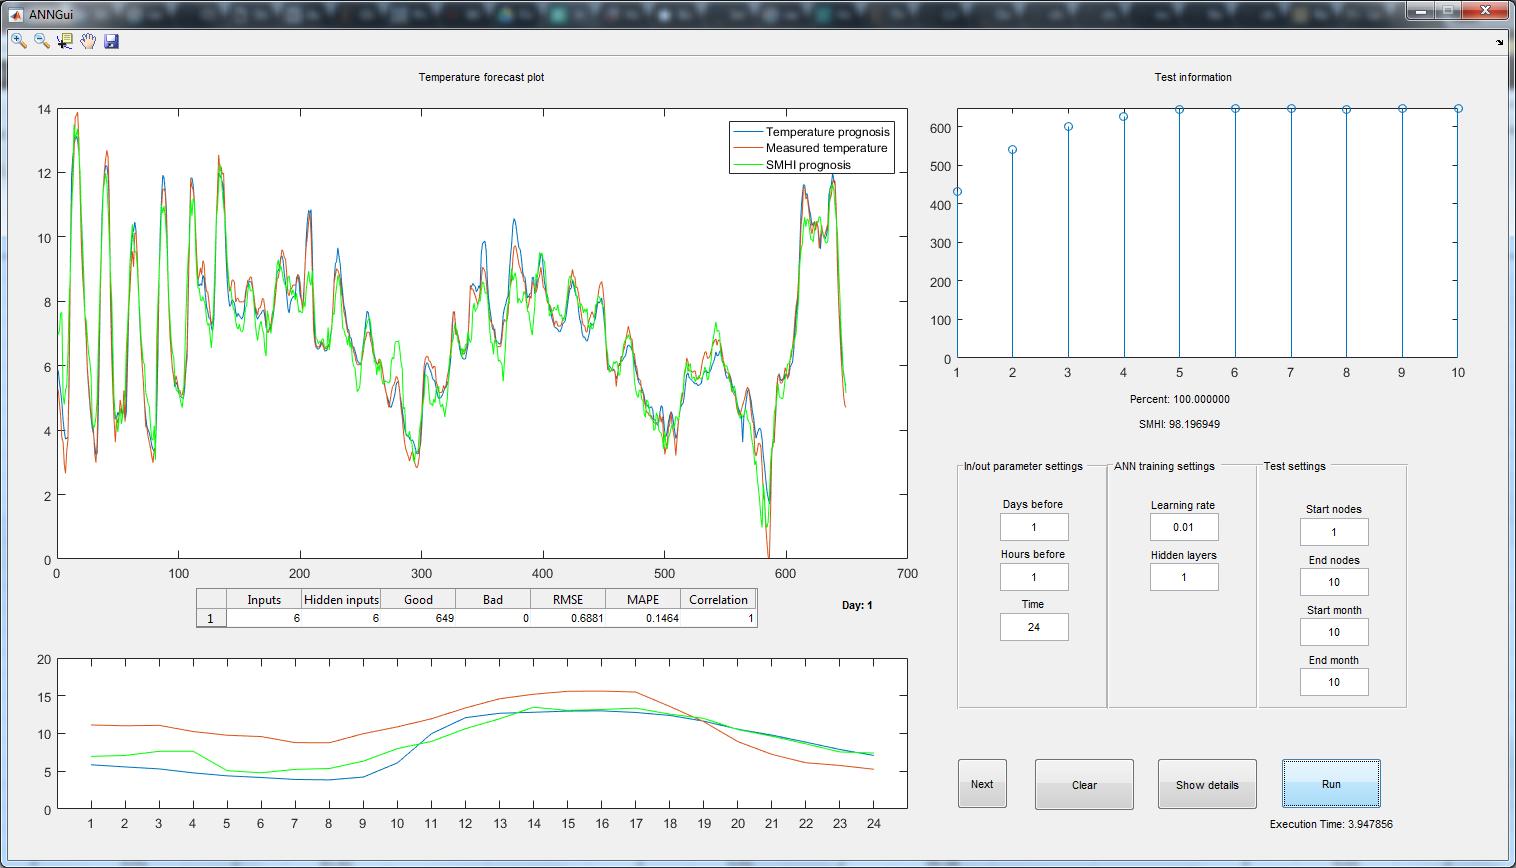 ANNGui
Temperature forecast plot
14
12
10
8
6
4
2
0
0 100 200 300 400 500 600 700
Temperature prognosis
Measured temperature
SMHI prognosis
Inputs Hidden inputs Good Bad RMSE MAPE Correlation
1 6 6 649 0 0.6881 0.1464 1
Day: 1
20
15
10
5
0
1 2 3 4 5 6 7 8 9 10 11 12 13 14 15 16 17 18 19 20 21 22 23 24
Test information
600
500
400
300
200
100
0
1 2 3 4 5 6 7 8 9 10
Percent: 100.000000
SMHI: 98.196949
In/out parameter settings
Days before
1
Hours before
1
Time
24
ANN training settings
Learning rate
0.01
Hidden layers
1
Test settings
Start nodes
1
End nodes
10
Start month
10
End month
10
Next Clear Show details Run
Execution Time: 3.947856